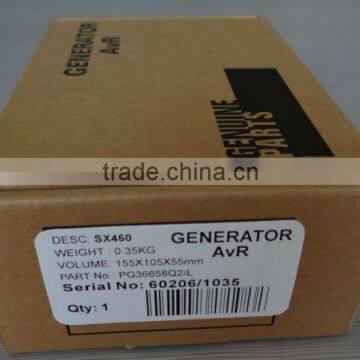 GENERATOR
AvR
GENUINE
PARTS
trade.china.cn
DESC: SX460
GENERATOR
AvR
WEIGHT : 0.35KG
VOLUME: 155X105X55mm
PART No.: PG36658Q2/L
Serial No: 60206/1035
Qty: 1